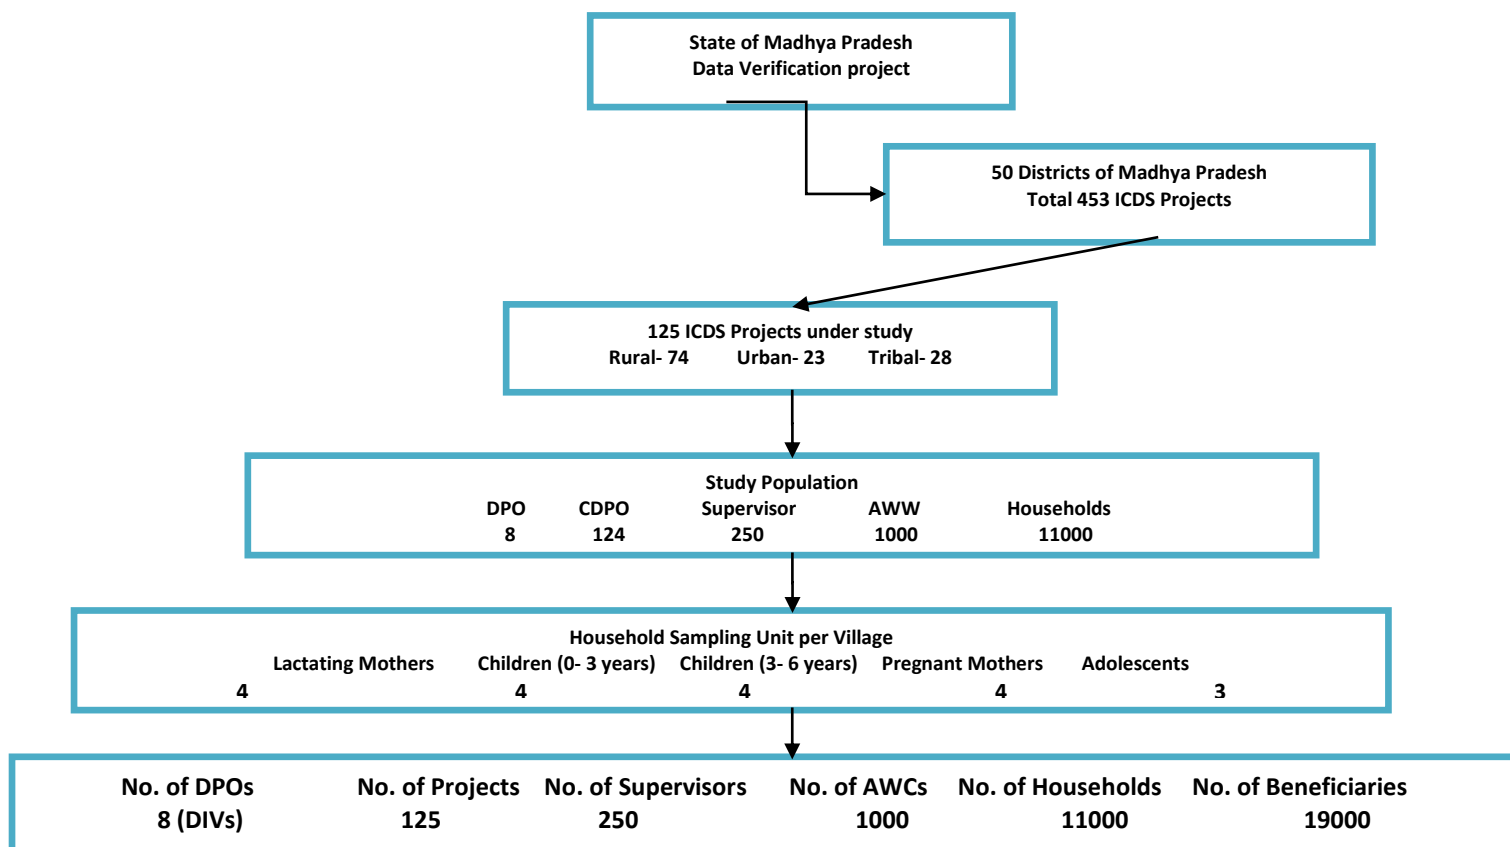 State of Madhya Pradesh
Data Verification project
50 Districts of Madhya Pradesh
Total 453 ICDS Projects
125 ICDS Projects under study
Rural- 74 Urban- 23 Tribal- 28
Study Population
DPO CDPO Supervisor AWW Households
8 124 250 1000 11000
Household Sampling Unit per Village
Lactating Mothers Children (0- 3 years) Children (3- 6 years) Pregnant Mothers Adolescents
4 4 4 4 3
No. of DPOs No. of Projects No. of Supervisors No. of AWCs No. of Households No. of Beneficiaries
8 (DIVs) 125 250 1000 11000 19000